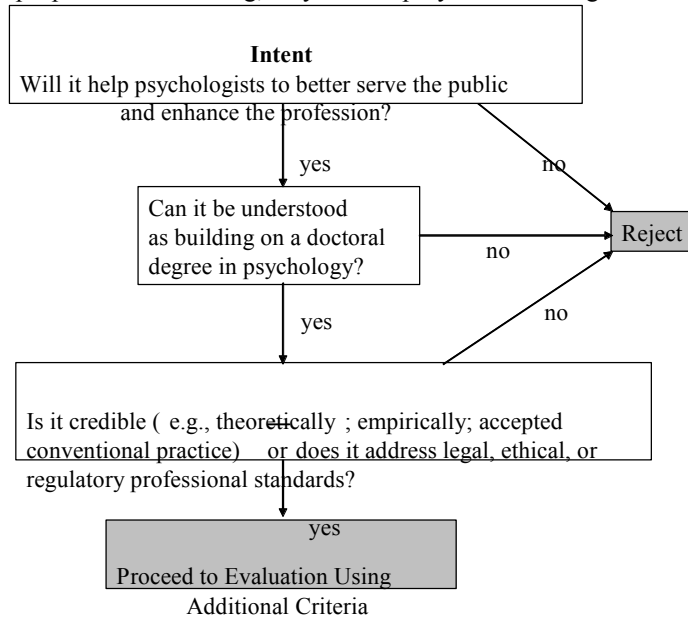 Intent
Will it help psychologists to better serve the public
and enhance the profession?
yes
no
Can it be understood
as building on a doctoral
degree in psychology?
no
Reject
yes
no
Is it credible ( e.g., theoretically ; empirically; accepted
conventional practice) or does it address legal, ethical, or
regulatory professional standards?
yes
Proceed to Evaluation Using
Additional Criteria